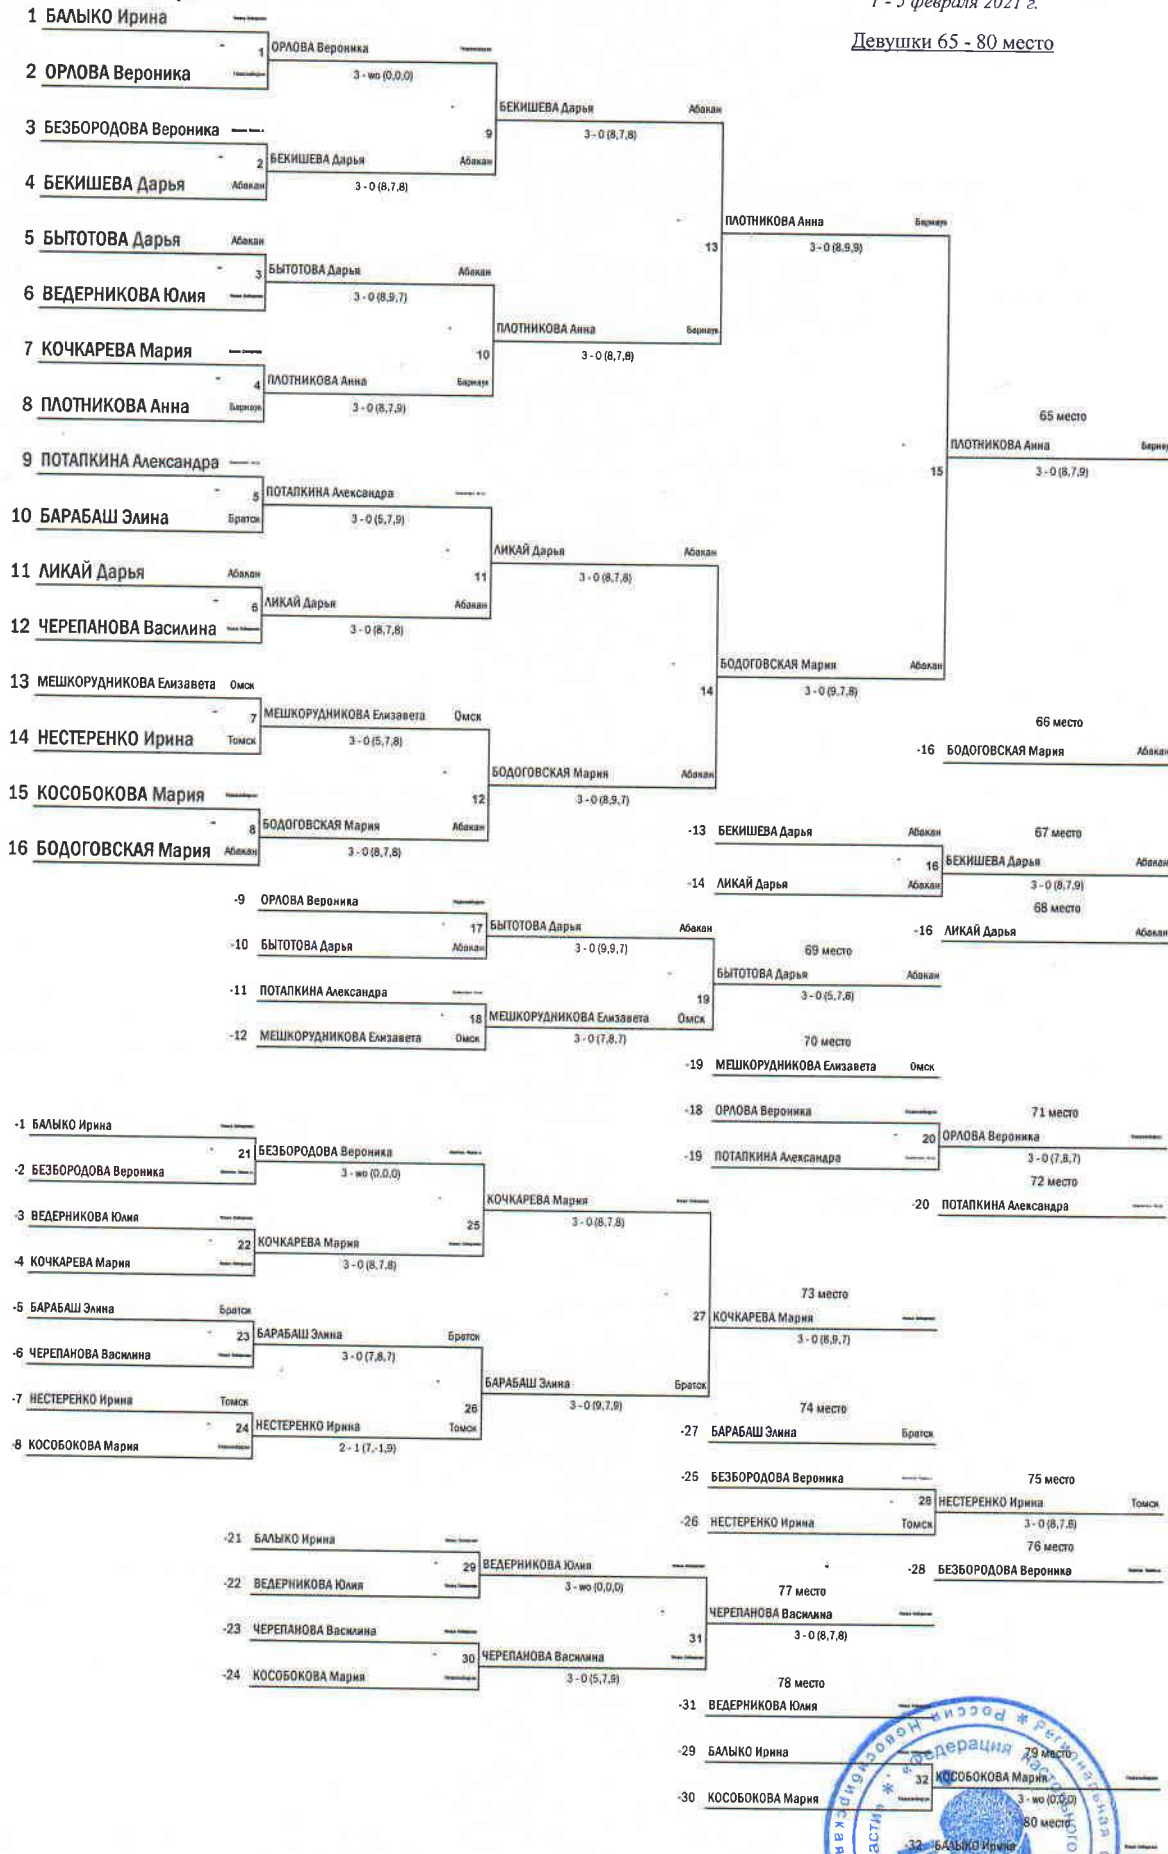 1 - 5 февраля 2021 г.
Девушки 65 - 80 место
1 БАЛЫКО Ирина
1 ОРЛОВА Вероника
3 - wo (0,0,0)
2 ОРЛОВА Вероника
БЕКИШЕВА Дарья Абакан
9 3 - 0 (8,7,8)
3 БЕЗБОРОДОВА Вероника
2 БЕКИШЕВА Дарья Абакан
3 - 0 (8,7,8)
4 БЕКИШЕВА Дарья Абакан
ПЛОТНИКОВА Анна Барнаул
13 3 - 0 (8,9,9)
5 БЫТОТОВА Дарья Абакан
3 БЫТОТОВА Дарья Абакан
3 - 0 (8,9,7)
6 ВЕДЕРНИКОВА Юлия
ПЛОТНИКОВА Анна Барнаул
10 3 - 0 (8,7,8)
7 КОЧКАРЕВА Мария
4 ПЛОТНИКОВА Анна Барнаул
3 - 0 (8,7,9)
8 ПЛОТНИКОВА Анна Барнаул
65 место
ПЛОТНИКОВА Анна
15 3 - 0 (8,7,9)
9 ПОТАПКИНА Александра
5 ПОТАПКИНА Александра
3 - 0 (5,7,9)
10 БАРАБАШ Элина Братск
ЛИКАЙ Дарья Абакан
11 3 - 0 (8,7,8)
11 ЛИКАЙ Дарья Абакан
6 ЛИКАЙ Дарья Абакан
3 - 0 (8,7,8)
12 ЧЕРЕПАНОВА Василина
БОДОГОВСКАЯ Мария Абакан
14 3 - 0 (9,7,8)
13 МЕШКОРУДНИКОВА Елизавета Омск
7 МЕШКОРУДНИКОВА Елизавета Омск
3 - 0 (5,7,8)
14 НЕСТЕРЕНКО Ирина Томск
66 место
-16 БОДОГОВСКАЯ Мария Абакан
БОДОГОВСКАЯ Мария Абакан
12 3 - 0 (8,9,7)
15 КОСОБОКОВА Мария
8 БОДОГОВСКАЯ Мария Абакан
3 - 0 (8,7,8)
16 БОДОГОВСКАЯ Мария Абакан
-13 БЕКИШЕВА Дарья Абакан
67 место
16 БЕКИШЕВА Дарья Абакан
3 - 0 (8,7,9)
-14 ЛИКАЙ Дарья Абакан
68 место
-16 ЛИКАЙ Дарья Абакан
-9 ОРЛОВА Вероника
17 БЫТОТОВА Дарья Абакан
3 - 0 (9,9,7)
-10 БЫТОТОВА Дарья Абакан
69 место
БЫТОТОВА Дарья Абакан
19 3 - 0 (5,7,8)
-11 ПОТАПКИНА Александра
18 МЕШКОРУДНИКОВА Елизавета Омск
3 - 0 (7,8,7)
-12 МЕШКОРУДНИКОВА Елизавета Омск
70 место
-19 МЕШКОРУДНИКОВА Елизавета Омск
-18 ОРЛОВА Вероника
71 место
20 ОРЛОВА Вероника
3 - 0 (7,8,7)
-19 ПОТАПКИНА Александра
72 место
-20 ПОТАПКИНА Александра
-1 БАЛЫКО Ирина
21 БЕЗБОРОДОВА Вероника
3 - wo (0,0,0)
-2 БЕЗБОРОДОВА Вероника
КОЧКАРЕВА Мария
25 3 - 0 (8,7,8)
-3 ВЕДЕРНИКОВА Юлия
22 КОЧКАРЕВА Мария
3 - 0 (8,7,8)
-4 КОЧКАРЕВА Мария
73 место
27 КОЧКАРЕВА Мария
3 - 0 (8,9,7)
-5 БАРАБАШ Элина Братск
23 БАРАБАШ Элина Братск
3 - 0 (7,8,7)
-6 ЧЕРЕПАНОВА Василина
БАРАБАШ Элина Братск
26 3 - 0 (9,7,9)
-7 НЕСТЕРЕНКО Ирина Томск
24 НЕСТЕРЕНКО Ирина Томск
2 - 1 (7,-1,9)
-8 КОСОБОКОВА Мария
74 место
-27 БАРАБАШ Элина Братск
-25 БЕЗБОРОДОВА Вероника
75 место
28 НЕСТЕРЕНКО Ирина Томск
3 - 0 (8,7,8)
-26 НЕСТЕРЕНКО Ирина Томск
76 место
-28 БЕЗБОРОДОВА Вероника
-21 БАЛЫКО Ирина
29 ВЕДЕРНИКОВА Юлия
3 - wo (0,0,0)
-22 ВЕДЕРНИКОВА Юлия
77 место
ЧЕРЕПАНОВА Василина
31 3 - 0 (8,7,8)
-23 ЧЕРЕПАНОВА Василина
30 ЧЕРЕПАНОВА Василина
3 - 0 (5,7,9)
-24 КОСОБОКОВА Мария
78 место
-31 ВЕДЕРНИКОВА Юлия
-29 БАЛЫКО Ирина
79 место
32 КОСОБОКОВА Мария
3 - wo (0,0,0)
-30 КОСОБОКОВА Мария
80 место
-32 БАЛЫКО Ирина
Россия Новосибирская
Региональная
«Федерация настольного